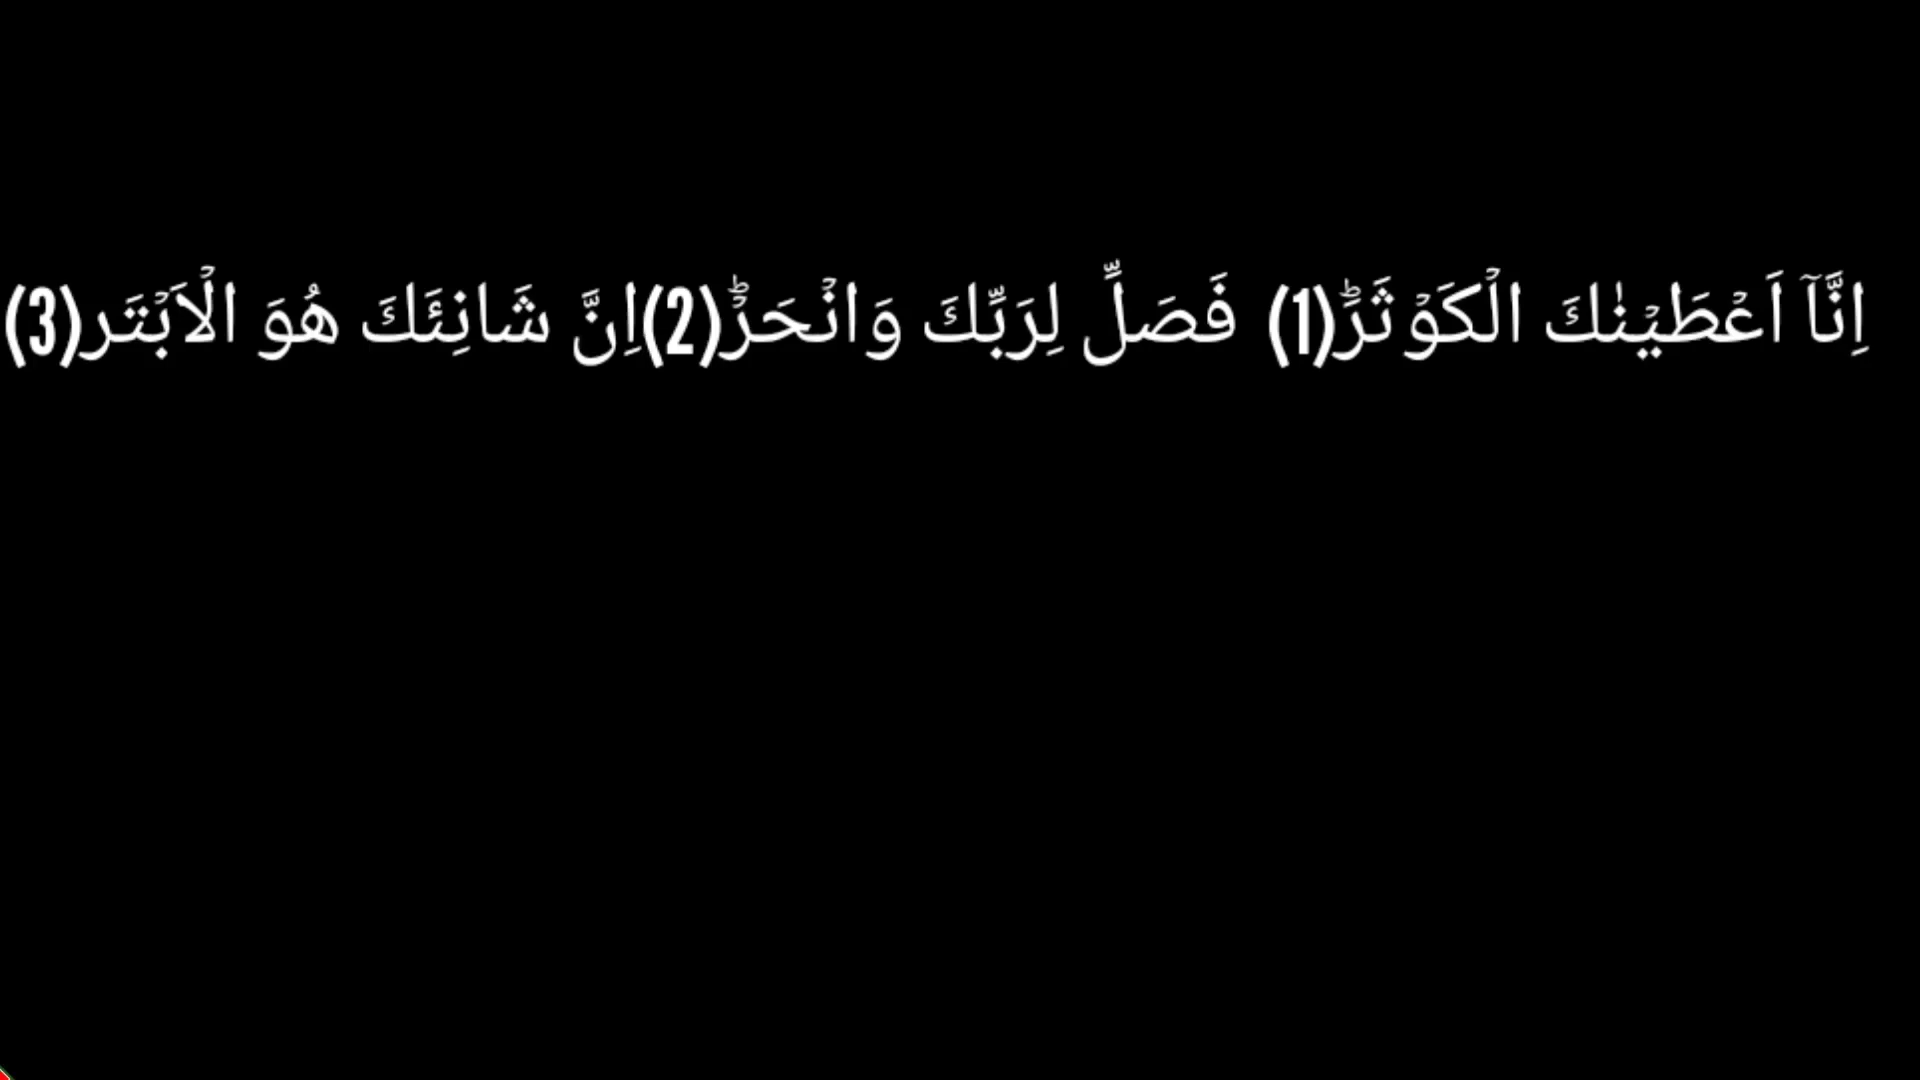 اِنَّاۤ اَعۡطَيۡنٰكَ الۡكَوۡثَرَؕ(1) فَصَلِّ لِرَبِّكَ وَانۡحَرۡؕ(2)اِنَّ شَانِئَكَ هُوَ الۡاَبۡتَر(3)